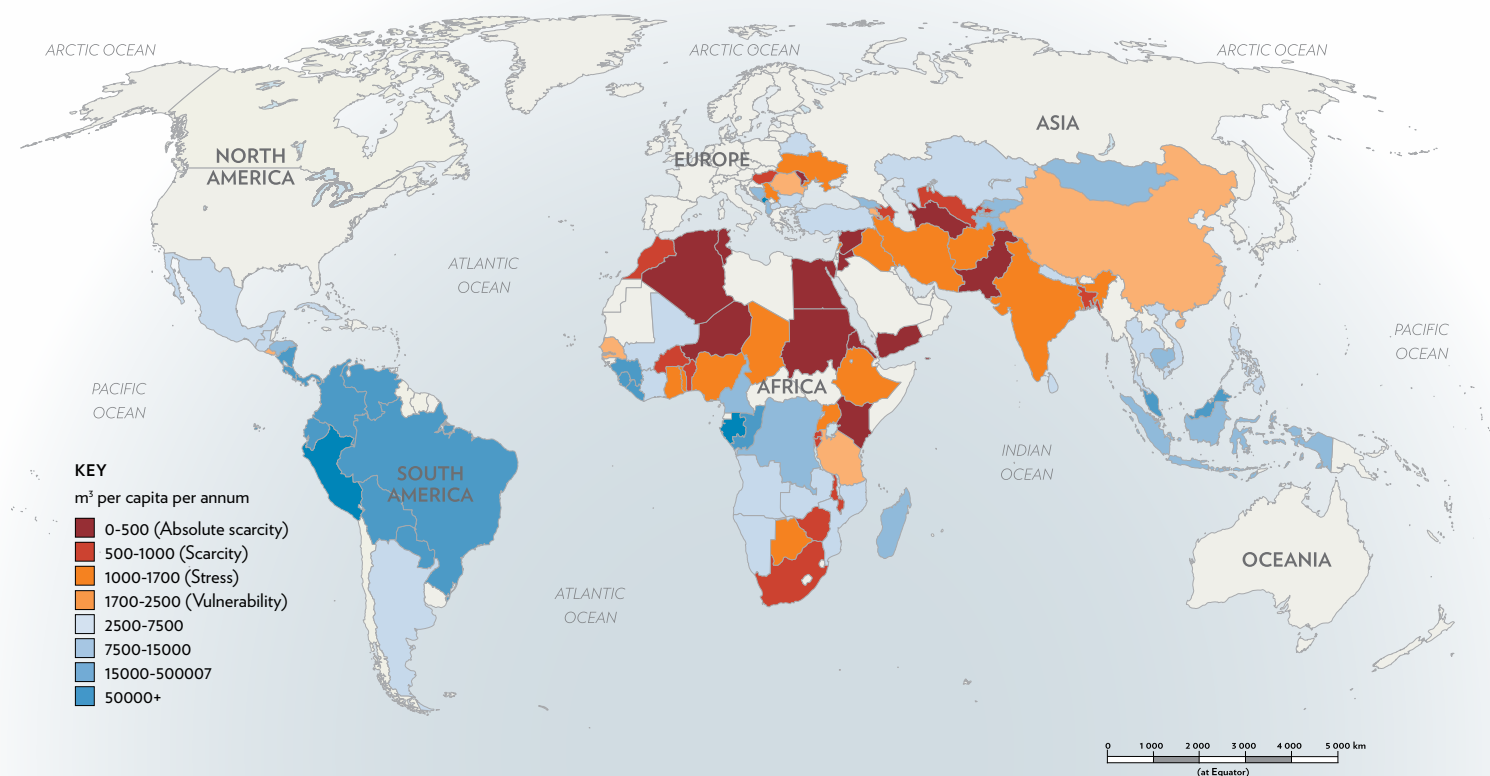 ARCTIC OCEAN
ARCTIC OCEAN
ARCTIC OCEAN
ASIA
NORTH
AMERICA
EUROPE
ATLANTIC
OCEAN
PACIFIC
OCEAN
PACIFIC
OCEAN
AFRICA
INDIAN
OCEAN
SOUTH
AMERICA
OCEANIA
ATLANTIC
OCEAN
KEY
m³ per capita per annum
0-500 (Absolute scarcity)
500-1000 (Scarcity)
1000-1700 (Stress)
1700-2500 (Vulnerability)
2500-7500
7500-15000
15000-500007
50000+
0 1 000 2 000 3 000 4 000 5 000 km
(at Equator)